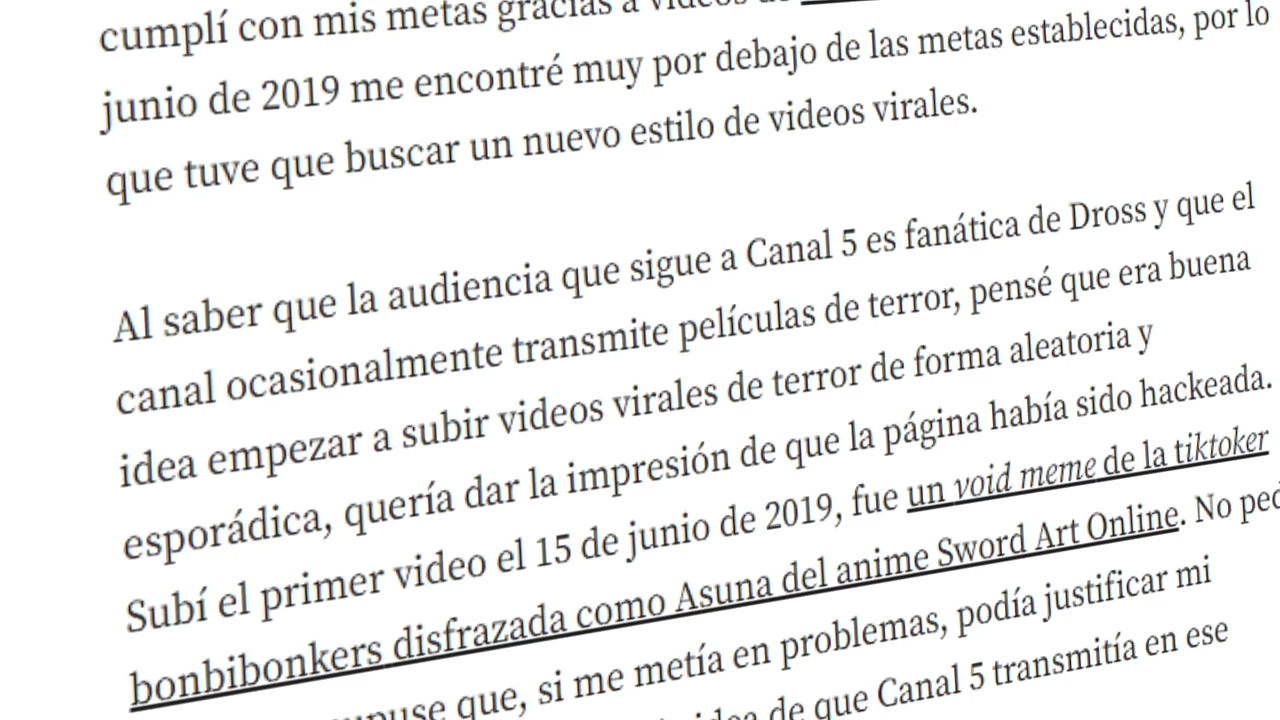 cumplí con mis metas gracias a videos de
junio de 2019 me encontré muy por debajo de las metas establecidas, por lo
que tuve que buscar un nuevo estilo de videos virales.
Al saber que la audiencia que sigue a Canal 5 es fanática de Dross y que el
canal ocasionalmente transmite películas de terror, pensé que era buena
idea empezar a subir videos virales de terror de forma aleatoria y
esporádica, quería dar la impresión de que la página había sido hackeada.
Subí el primer video el 15 de junio de 2019, fue un void meme de la tiktoker
bonbibonkers disfrazada como Asuna del anime Sword Art Online. No
que, si me metía en problemas, podía justificar mi
de que Canal 5 transmitía en ese